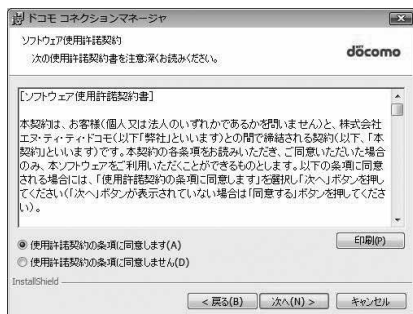 ドコモ コネクションマネージャ
ソフトウェア使用許諾契約
次の使用許諾契約書を注意深くお読みください。
döcomo
[ソフトウェア使用許諾契約書]
本契約は、お客様(個人又は法人のいずれかであるかを問いません)と、株式会社
エヌ・ティ・ティ・ドコモ(以下「弊社」といいます)との間で締結される契約(以下、「本
契約」といいます)です。本契約の各条項をお読みいただき、ご同意いただいた場合
のみ、本ソフトウェアをご利用いただくことができるものとします。以下の条項に同意
される場合には、「使用許諾契約の条項に同意します」を選択し「次へ」ボタンを押し
てください(「次へ」ボタンが表示されていない場合は「同意する」ボタンを押してくださ
い)。
使用許諾契約の条項に同意します(A)
印刷(P)
使用許諾契約の条項に同意しません(D)
InstallShield
< 戻る(B)
次へ(N) >
キャンセル